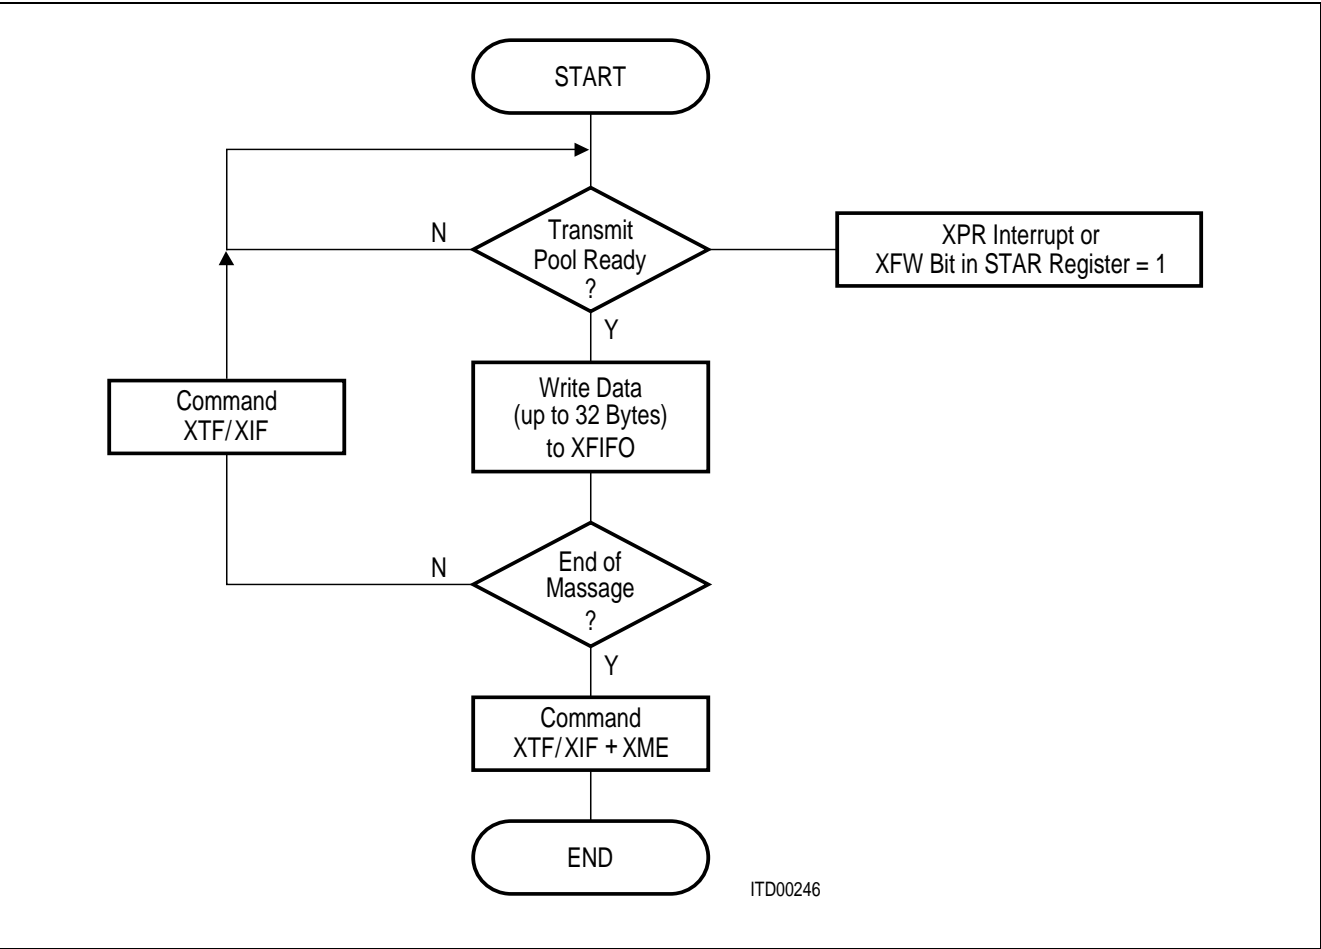 START
N
Transmit
Pool Ready
?
XPR Interrupt or
XFW Bit in STAR Register = 1
Y
Command
XTF/XIF
Write Data
(up to 32 Bytes)
to XFIFO
N
End of
Massage
?
Y
Command
XTF/XIF + XME
END
ITD00246